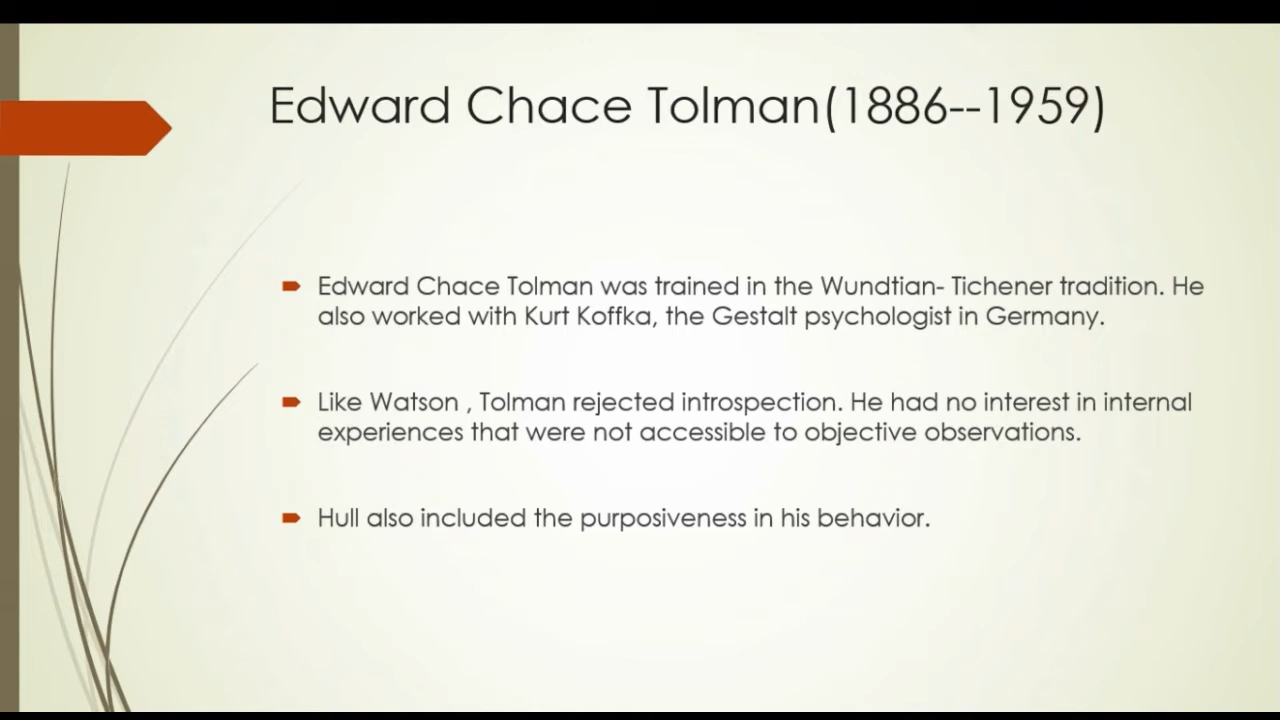 Edward Chace Tolman(1886--1959)
Edward Chace Tolman was trained in the Wundtian- Tichener tradition. He
also worked with Kurt Koffka, the Gestalt psychologist in Germany.
Like Watson , Tolman rejected introspection. He had no interest in internal
experiences that were not accessible to objective observations.
Hull also included the purposiveness in his behavior.